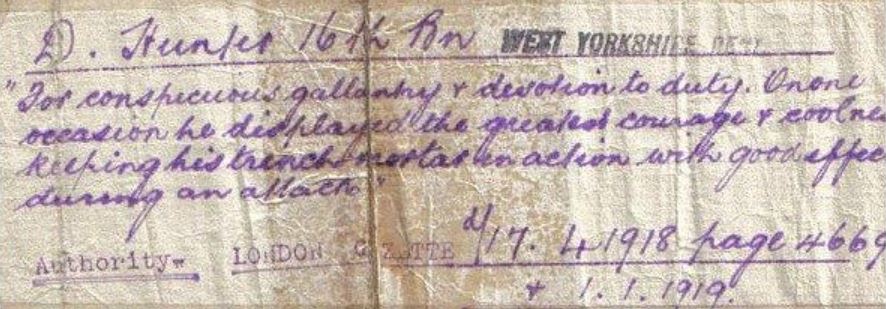 D. Hunter 16th Bn WEST YORKSHIRE REGT
"For conspicuous gallantry & devotion to duty. On one
occasion he displayed the greatest courage & coolne
keeping his trench mortar in action with good effec
during an attack"
Authority- LONDON GAZETTE d/17. 4. 1918 page 4669
& 1.1.1919.